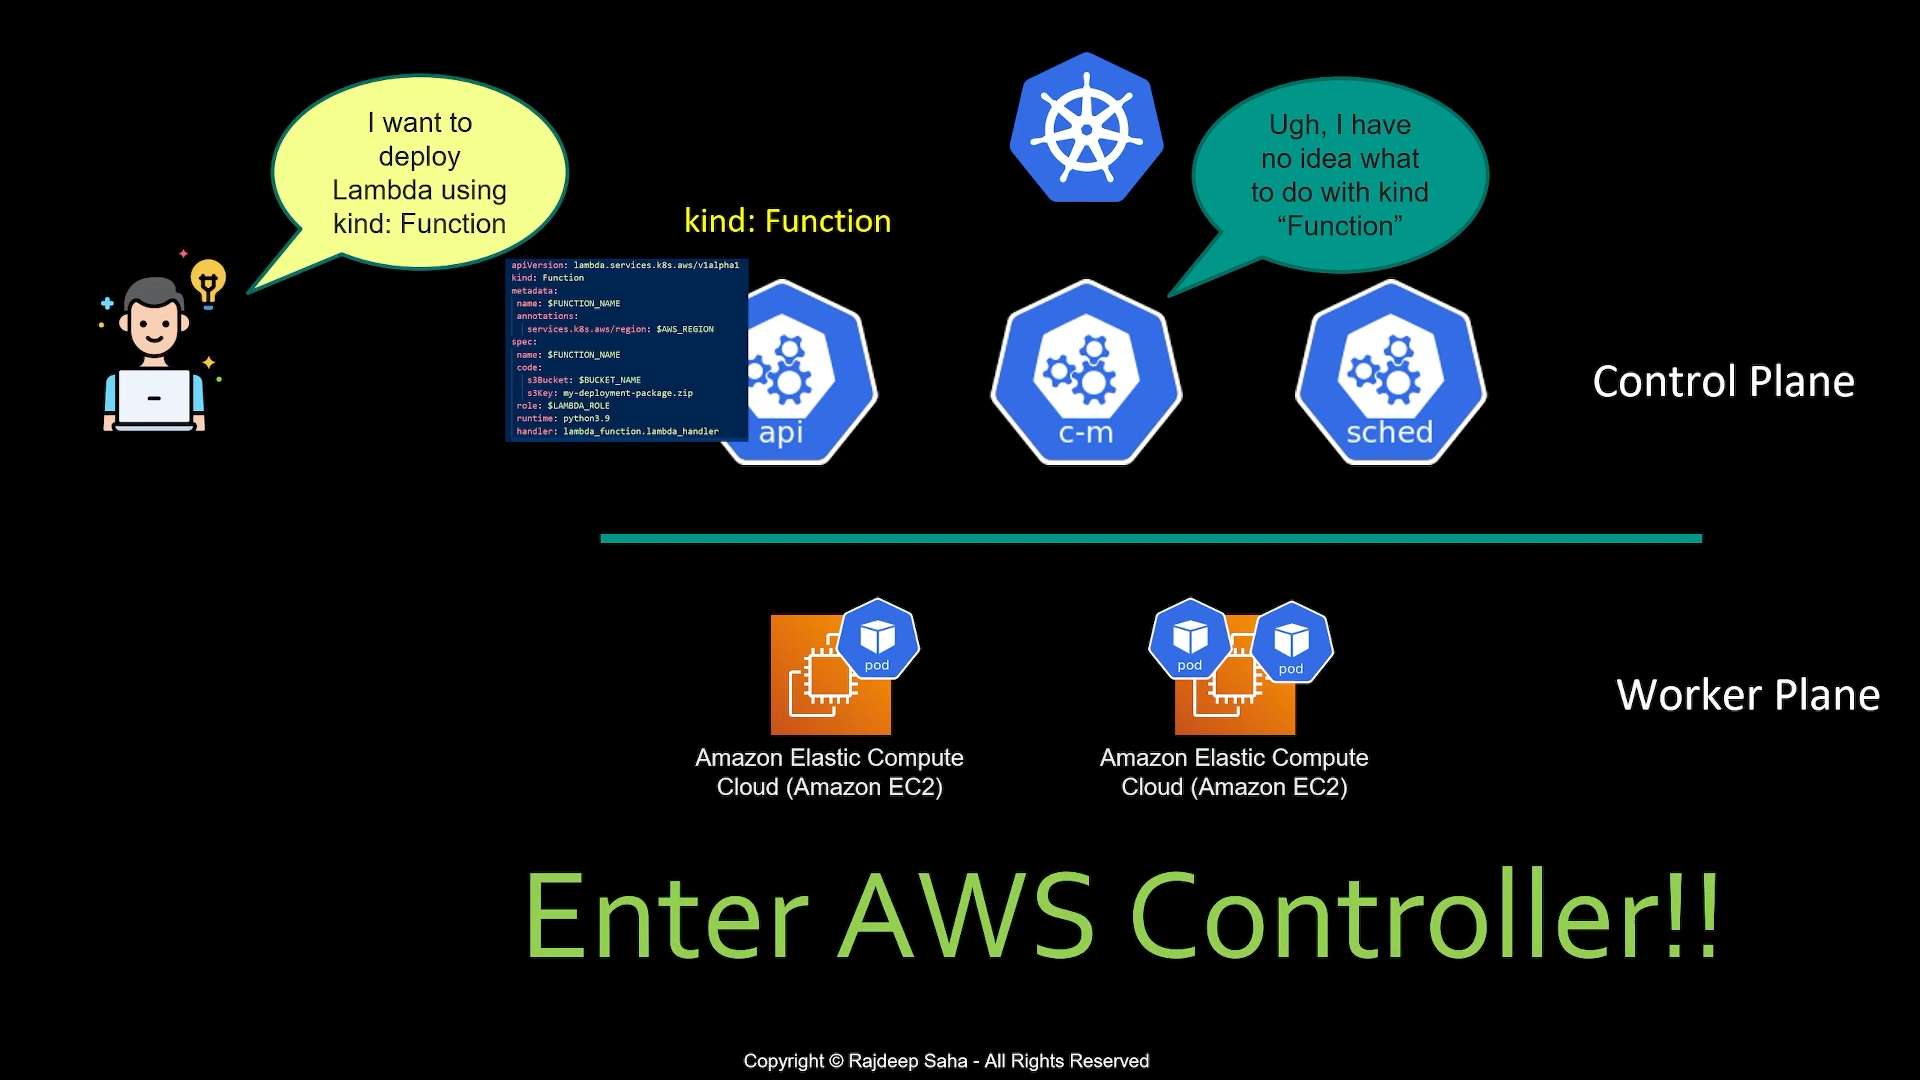 I want to
deploy
Lambda using
kind: Function
kind: Function
Ugh, I have
no idea what
to do with kind
“Function”
apiVersion: lambda.services.k8s.aws/v1alpha1
kind: Function
metadata:
name: $FUNCTION_NAME
annotations:
services.k8s.aws/region: $AWS_REGION
spec:
name: $FUNCTION_NAME
code:
s3Bucket: $BUCKET_NAME
s3Key: my-deployment-package.zip
role: $LAMBDA_ROLE
runtime: python3.9
handler: lambda_function.lambda_handler
api
c-m
sched
Control Plane
pod
pod
pod
Worker Plane
Amazon Elastic Compute
Cloud (Amazon EC2)
Amazon Elastic Compute
Cloud (Amazon EC2)
Enter AWS Controller!!
Copyright © Rajdeep Saha - All Rights Reserved